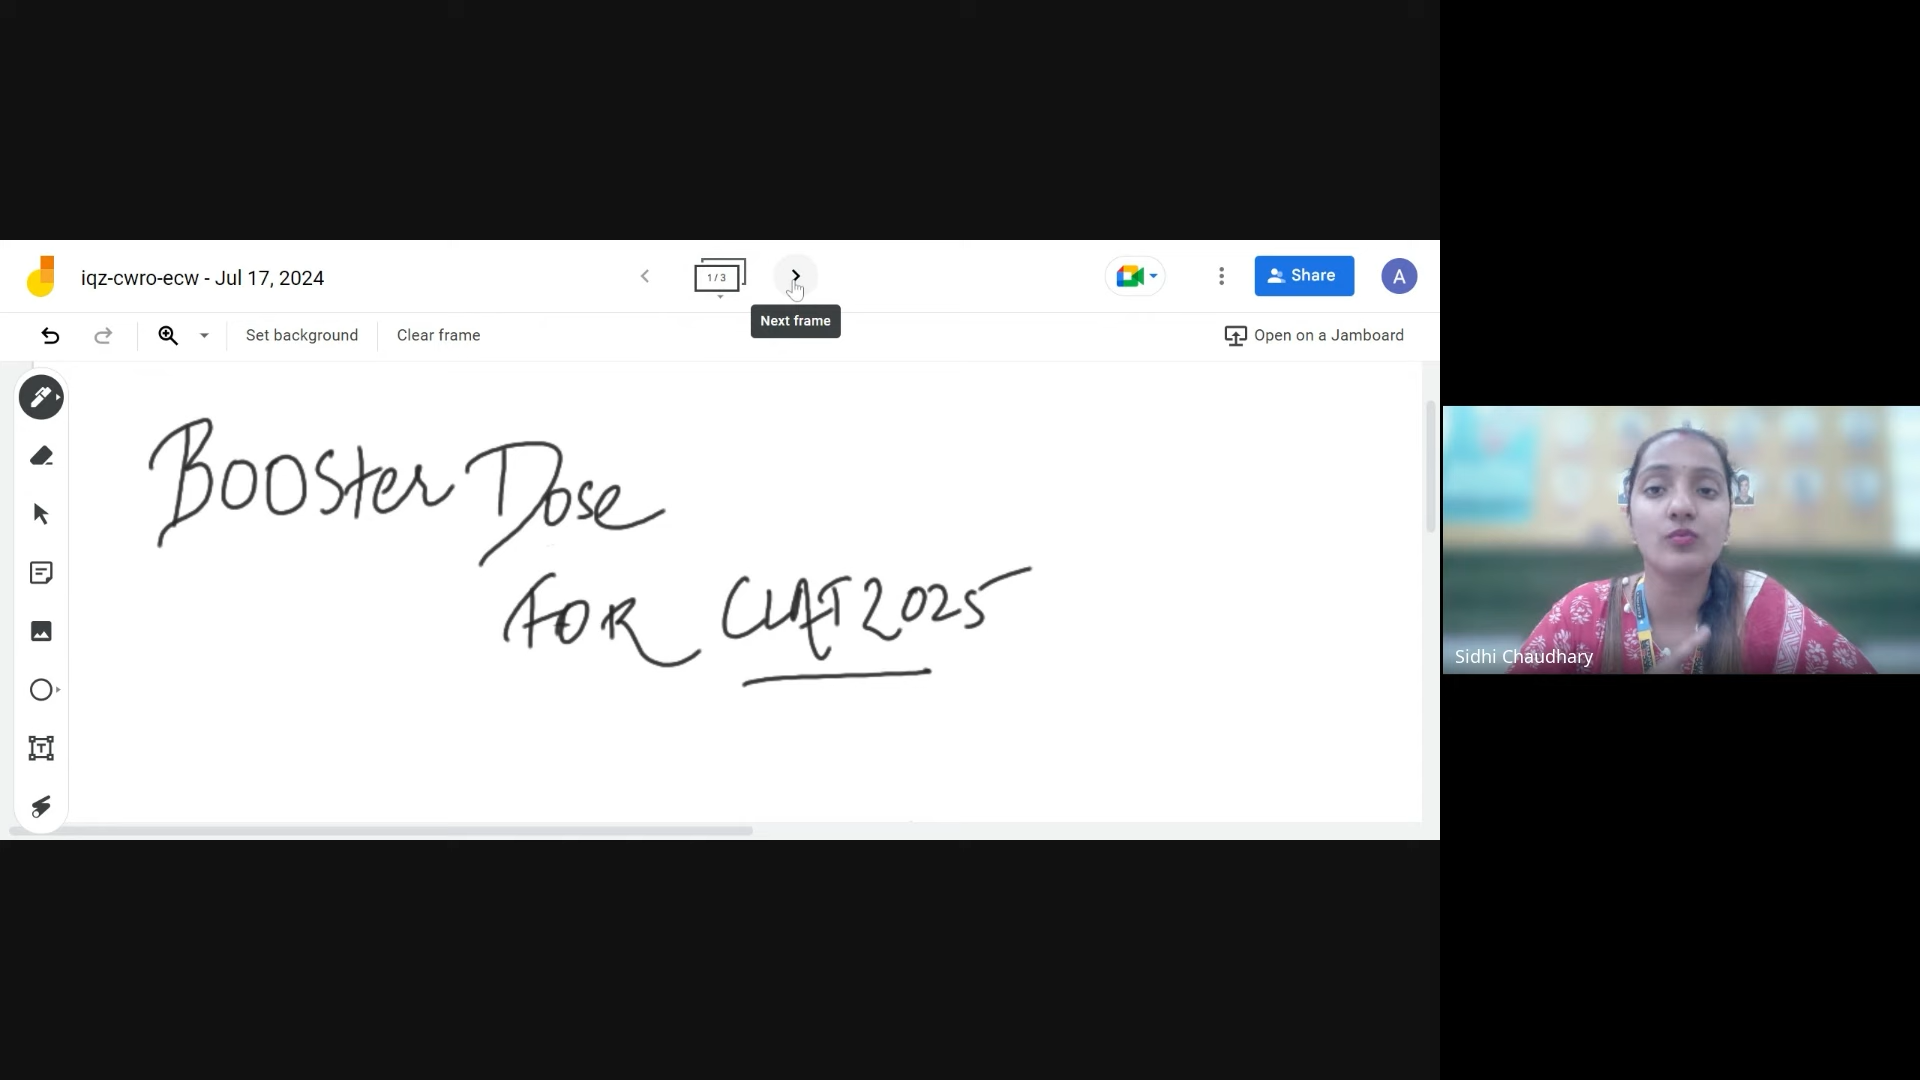 iqz-cwro-ecw - Jul 17, 2024
1 / 3
Share
A
Next frame
Set background
Clear frame
Open on a Jamboard
Booster Dose
FOR CLAT 2025
T
Sidhi Chaudhary